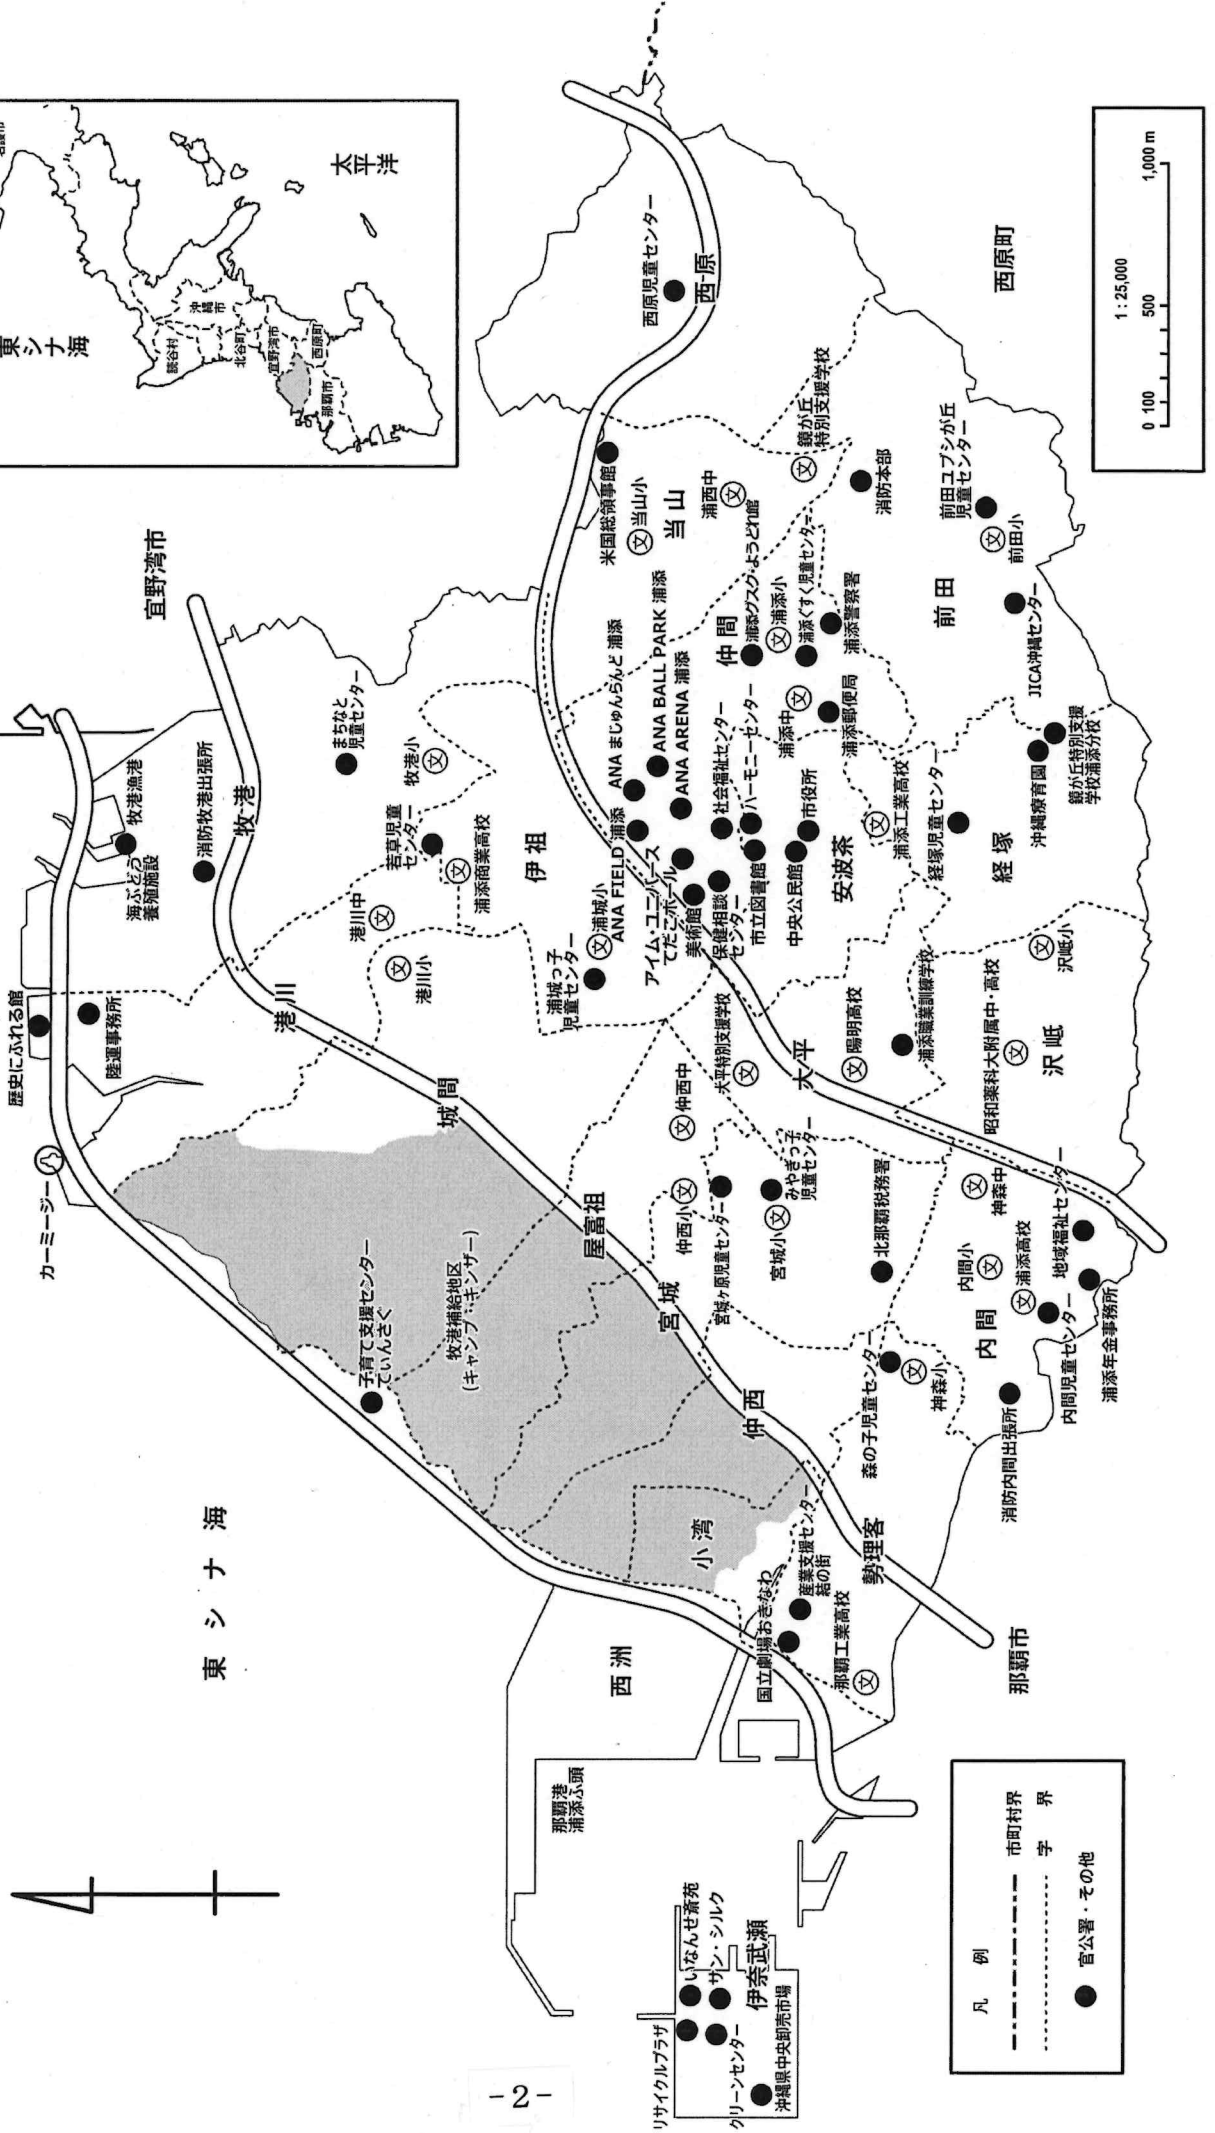 東シナ海
太平洋
名護市
読谷村
沖縄市
北谷町
宜野湾市
西原町
那覇市
宜野湾市
西原町
那覇市
東シナ海
1：25,000
0 100 500 1,000 m
凡例
市町村界
字界
官公署・その他
歴史にふれる館
陸運事務所
カーミージー
海ぶどう
養殖施設
牧港漁港
消防牧港出張所
牧港
まちなと
児童センター
牧港小
若草児童
センター
浦添商業高校
港川中
港川小
港川
伊祖
浦城っ子
児童センター
浦城小
城間
屋富祖
宮城
仲西
小湾
勢理客
西洲
子育て支援センター
ていんさぐ
牧港補給地区
(キャンプ・キンザー)
西原児童センター
西原
米国総領事館
当山小
当山
浦西中
鏡が丘
特別支援学校
消防本部
ANA まじゅんらんど 浦添
ANA BALL PARK 浦添
ANA ARENA 浦添
ANA FIELD 浦添
アイム・ユニバース
てだこホール
美術館
保健相談
センター
社会福祉センター
ハーモニーセンター
市立図書館
中央公民館
市役所
仲間
浦添グスク・ようどれ館
浦添小
浦添ぐすく児童センター
浦添警察署
浦添中
浦添郵便局
安波茶
浦添工業高校
前田
前田ユブシが丘
児童センター
前田小
JICA沖縄センター
経塚児童センター
経塚
沖縄療育園
鏡が丘特別支援
学校浦添分校
沢岻小
沢岻
昭和薬科大附属中・高校
浦添職業訓練学校
陽明高校
大平
大平特別支援学校
仲西中
仲西小
宮城ヶ原児童センター
みやぎっ子
児童センター
宮城小
北那覇税務署
神森中
内間小
浦添高校
地域福祉センター
内間
内間児童センター
浦添年金事務所
森の子児童センター
神森小
消防内間出張所
国立劇場おきなわ
産業支援センター
結の街
那覇工業高校
那覇港
浦添ふ頭
いなんせ斎苑
サン・シルク
リサイクルプラザ
クリーンセンター
伊奈武瀬
沖縄県中央卸売市場
-2-